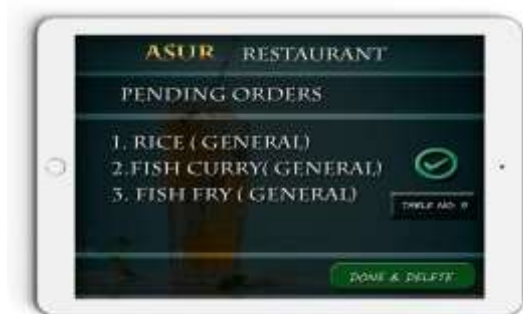 ASUR RESTAURANT
PENDING ORDERS
1. RICE ( GENERAL)
2.FISH CURRY( GENERAL)
3. FISH FRY ( GENERAL)
TABLE NO:
DONE & DELETE